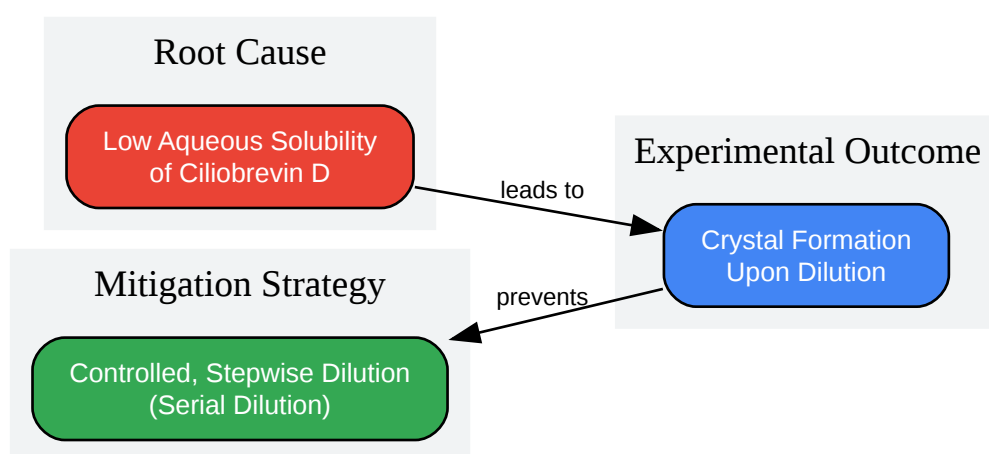 Root Cause
Low Aqueous Solubility
of Ciliobrevin D
leads to
Experimental Outcome
Crystal Formation
Upon Dilution
prevents
Mitigation Strategy
Controlled, Stepwise Dilution
(Serial Dilution)